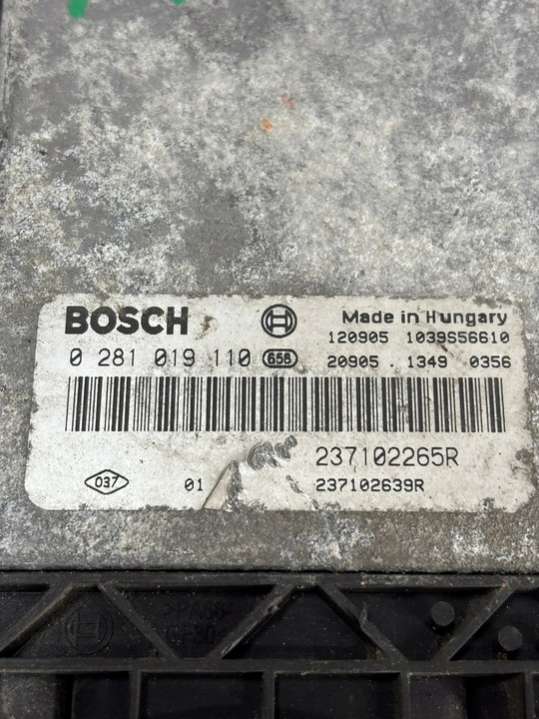 BOSCH
Made in Hungary
120905 1039S56610
0 281 019 110 656
20905 . 1349 0356
237102265R
037
01
237102639R